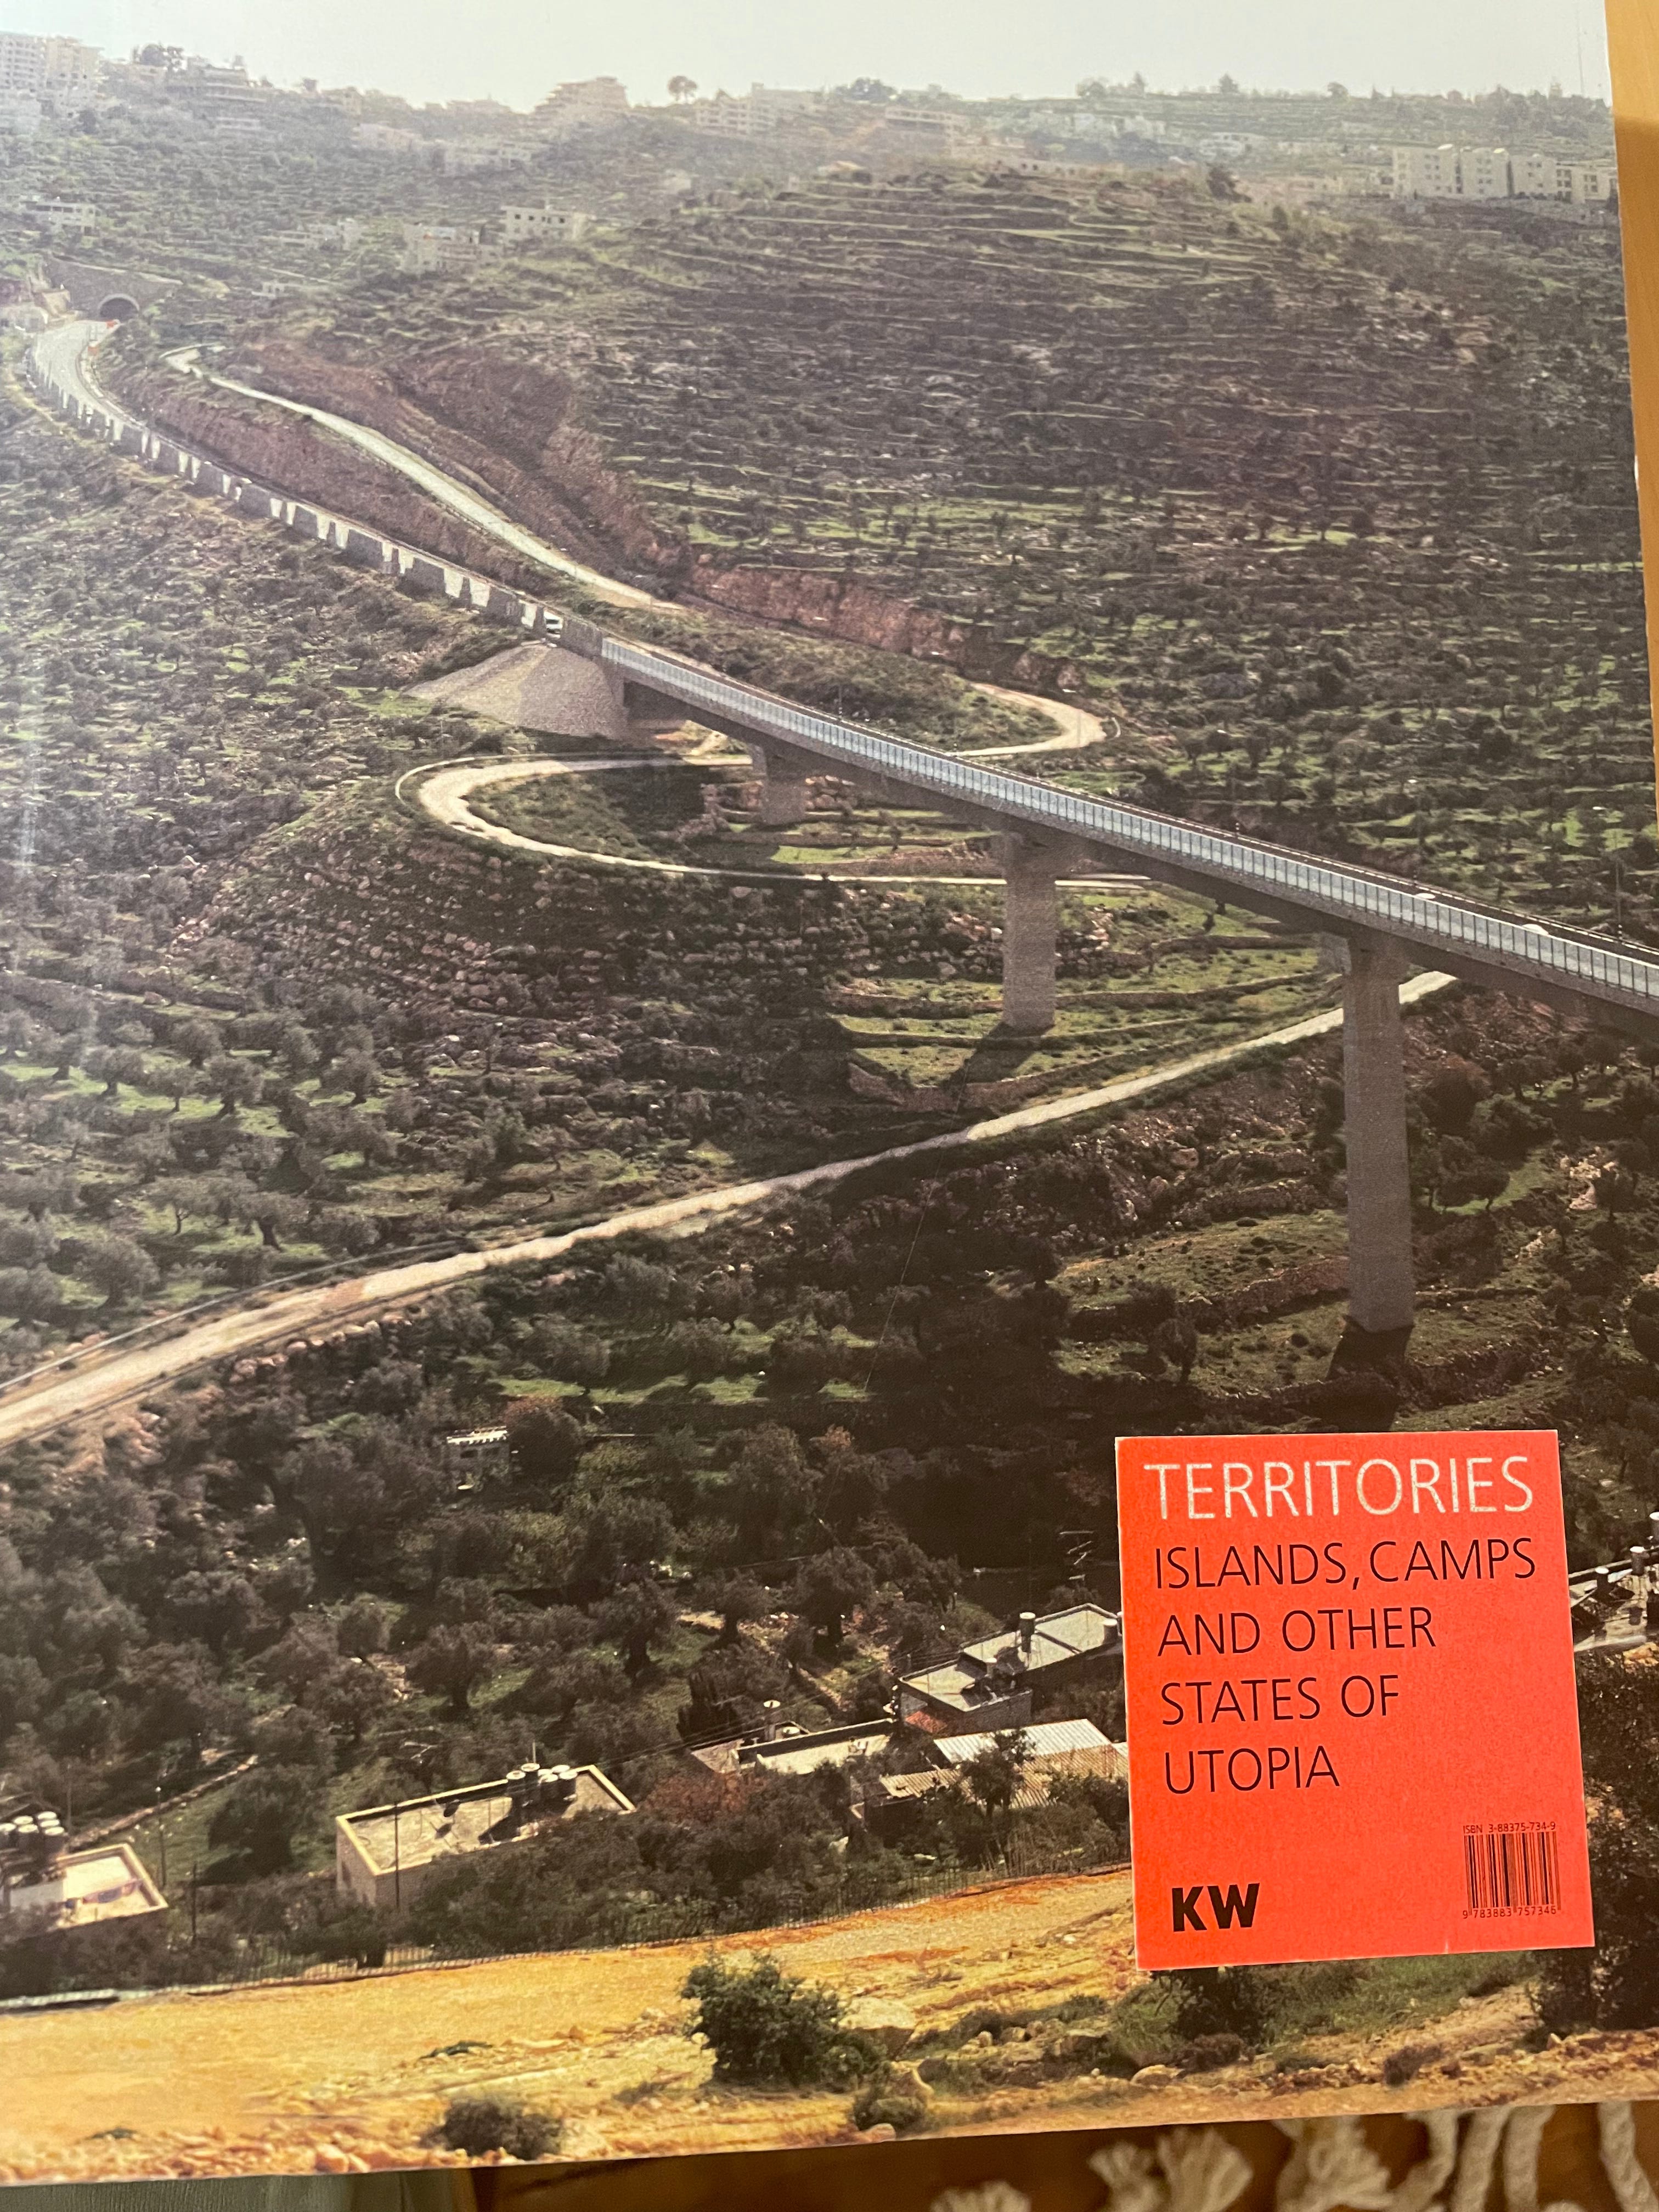 TERRITORIES
ISLANDS, CAMPS
AND OTHER
STATES OF
UTOPIA
ISBN 3-88375-734-9
KW
9 783883 757346